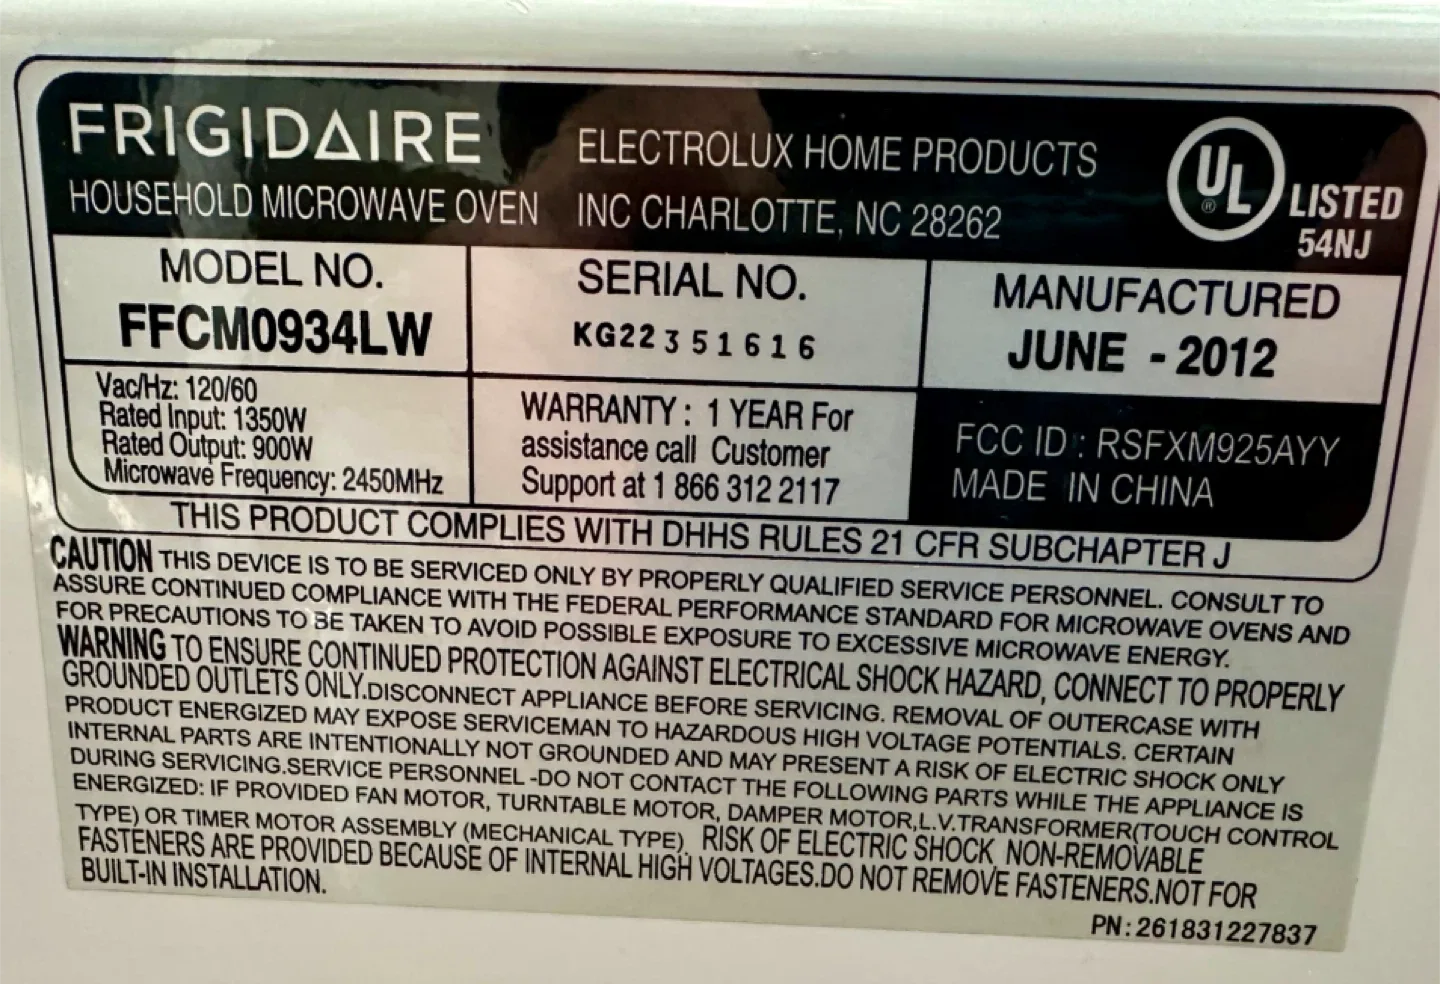 FRIGIDAIRE
HOUSEHOLD MICROWAVE OVEN
ELECTROLUX HOME PRODUCTS
INC CHARLOTTE, NC 28262
UL
®
LISTED
54NJ
MODEL NO.
FFCM0934LW
SERIAL NO.
KG22351616
MANUFACTURED
JUNE - 2012
Vac/Hz: 120/60
Rated Input: 1350W
Rated Output: 900W
Microwave Frequency: 2450MHz
WARRANTY : 1 YEAR For
assistance call Customer
Support at 1 866 312 2117
FCC ID : RSFXM925AYY
MADE IN CHINA
THIS PRODUCT COMPLIES WITH DHHS RULES 21 CFR SUBCHAPTER J
CAUTION THIS DEVICE IS TO BE SERVICED ONLY BY PROPERLY QUALIFIED SERVICE PERSONNEL. CONSULT TO
ASSURE CONTINUED COMPLIANCE WITH THE FEDERAL PERFORMANCE STANDARD FOR MICROWAVE OVENS AND
FOR PRECAUTIONS TO BE TAKEN TO AVOID POSSIBLE EXPOSURE TO EXCESSIVE MICROWAVE ENERGY.
WARNING TO ENSURE CONTINUED PROTECTION AGAINST ELECTRICAL SHOCK HAZARD, CONNECT TO PROPERLY
GROUNDED OUTLETS ONLY.DISCONNECT APPLIANCE BEFORE SERVICING. REMOVAL OF OUTERCASE WITH
PRODUCT ENERGIZED MAY EXPOSE SERVICEMAN TO HAZARDOUS HIGH VOLTAGE POTENTIALS. CERTAIN
INTERNAL PARTS ARE INTENTIONALLY NOT GROUNDED AND MAY PRESENT A RISK OF ELECTRIC SHOCK ONLY
DURING SERVICING.SERVICE PERSONNEL -DO NOT CONTACT THE FOLLOWING PARTS WHILE THE APPLIANCE IS
ENERGIZED: IF PROVIDED FAN MOTOR, TURNTABLE MOTOR, DAMPER MOTOR,L.V.TRANSFORMER(TOUCH CONTROL
TYPE) OR TIMER MOTOR ASSEMBLY (MECHANICAL TYPE), RISK OF ELECTRIC SHOCK, NON-REMOVABLE
FASTENERS ARE PROVIDED BECAUSE OF INTERNAL HIGH VOLTAGES.DO NOT REMOVE FASTENERS.NOT FOR
BUILT-IN INSTALLATION.
PN:261831227837